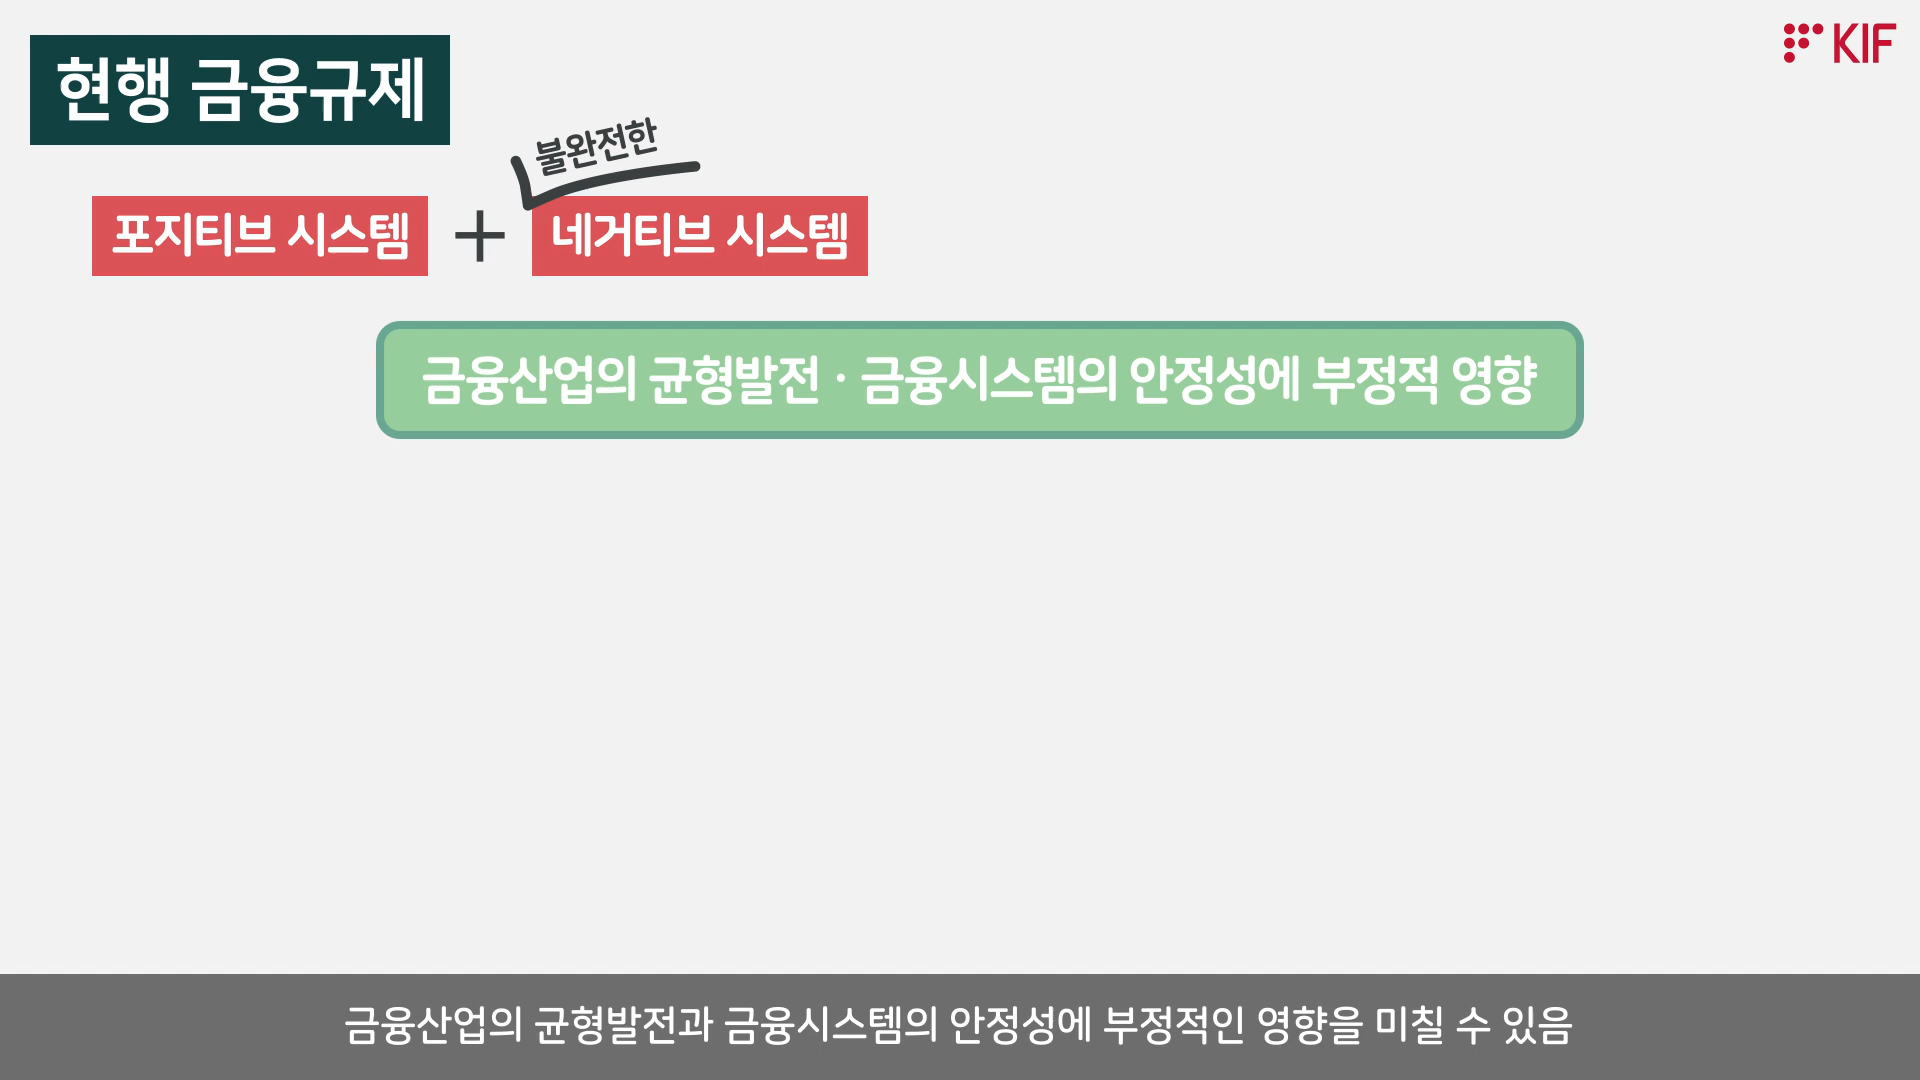 현행 금융규제
KIF
불완전한
포지티브 시스템 + 네거티브 시스템
금융산업의 균형발전 · 금융시스템의 안정성에 부정적 영향
금융산업의 균형발전과 금융시스템의 안정성에 부정적인 영향을 미칠 수 있음